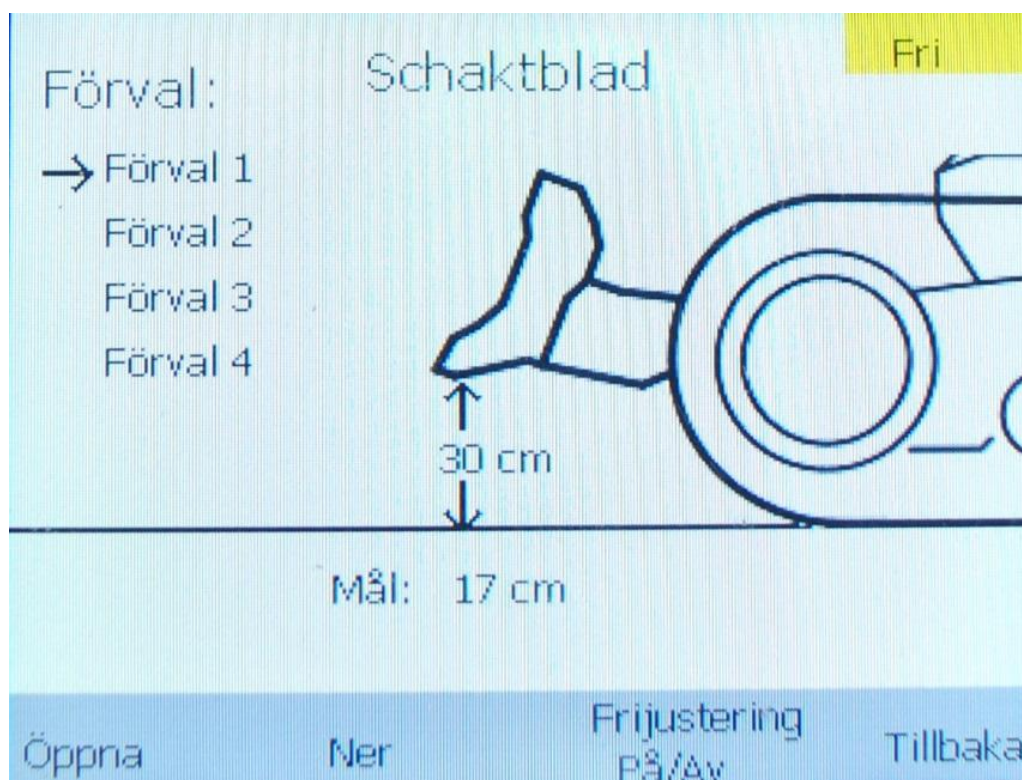 Schaktblad
Fri
Förval:
Förval 1
Förval 2
Förval 3
Förval 4
30 cm
Mål: 17 cm
Öppna
Ner
Frijustering
På/Av
Tillbaka